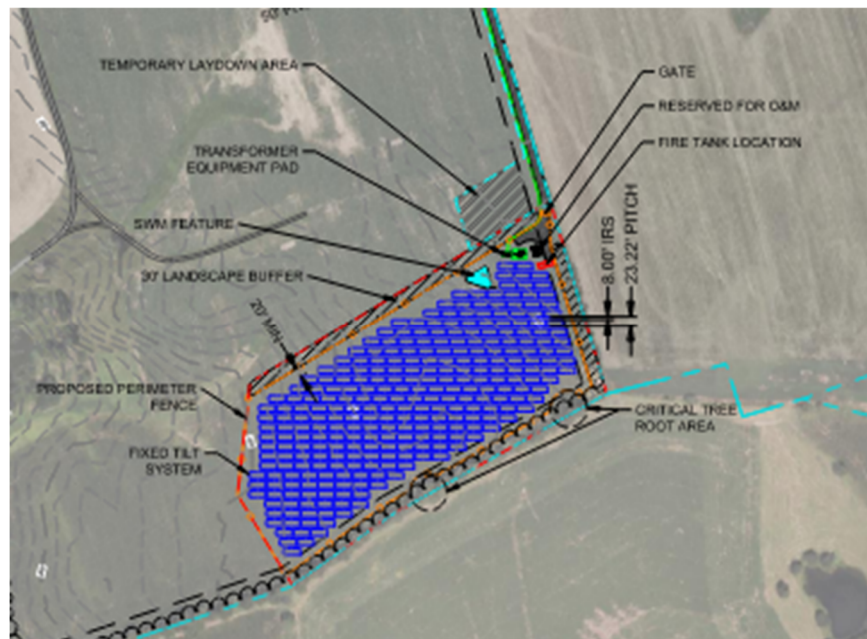 TEMPORARY LAYDOWN AREA
TRANSFORMER
EQUIPMENT PAD
SWM FEATURE
30' LANDSCAPE BUFFER
20' MIN
PROPOSED PERIMETER
FENCE
FIXED TILT
SYSTEM
GATE
RESERVED FOR O&M
FIRE TANK LOCATION
8.00' IRS
23.22' PITCH
CRITICAL TREE
ROOT AREA